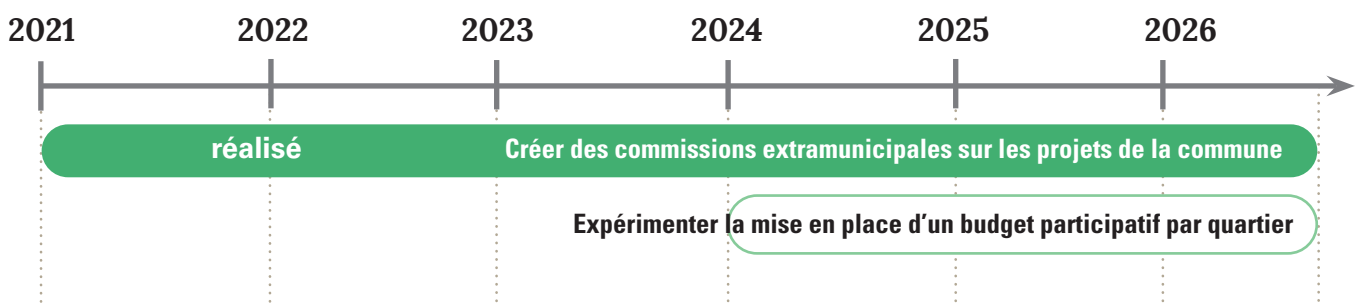 2021 2022 2023 2024 2025 2026
réalisé Créer des commissions extramunicipales sur les projets de la commune
Expérimenter la mise en place d’un budget participatif par quartier